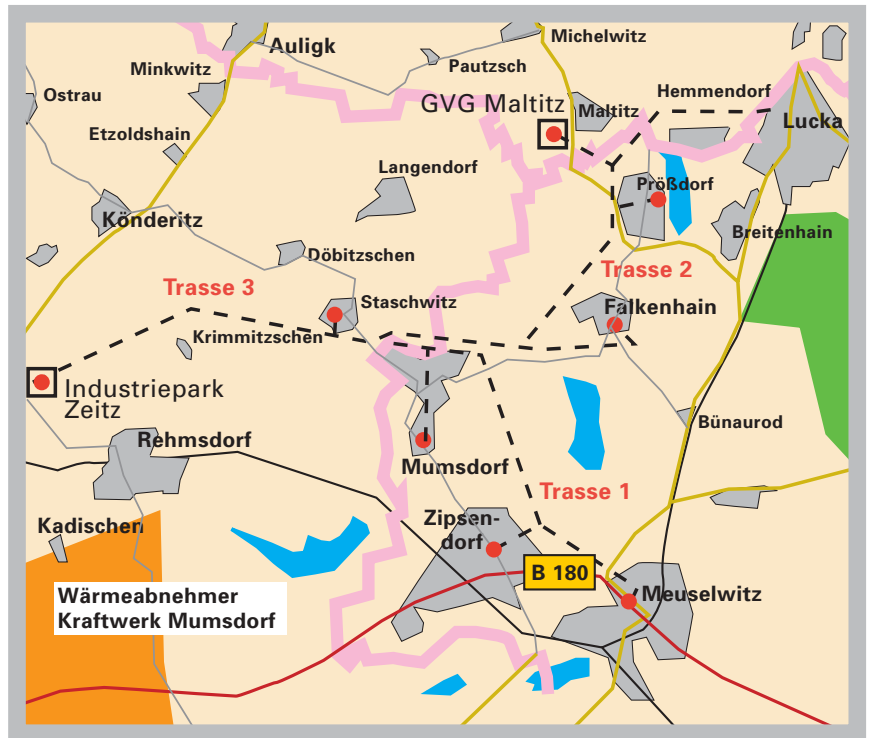 Michelwitz
Auligk
Pautzsch
Minkwitz
Ostrau
Hemmendorf
GVG Maltitz
Maltitz
Lucka
Etzoldshain
Langendorf
Prößdorf
Könderitz
Breitenhain
Döbitzschen
Trasse 2
Trasse 3
Staschwitz
Falkenhain
Krimmitzschen
Industriepark
Zeitz
Bünaurod
Rehmsdorf
Mumsdorf
Trasse 1
Kadischen
Zipsen-
dorf
B 180
Wärmeabnehmer
Kraftwerk Mumsdorf
Meuselwitz